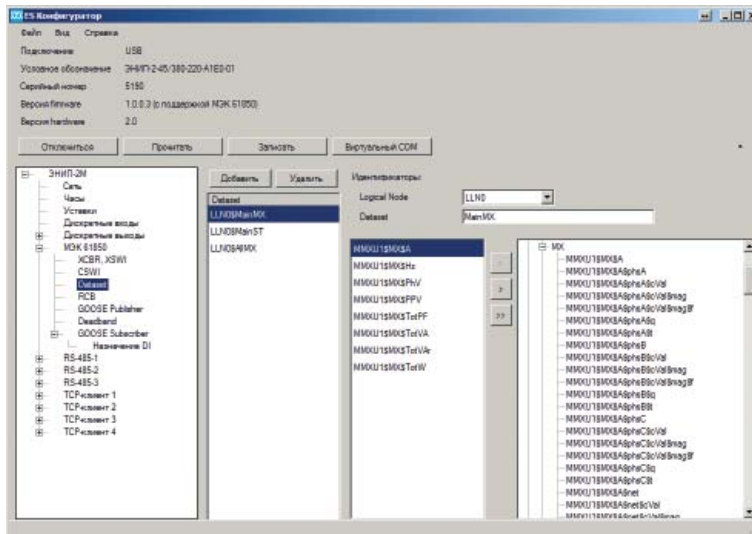 ES Конфигуратор
Файл Вид Справка
Подключение USB
Условное обозначение ЭНИП-2-45/380-220-A1E0-01
Серийный номер 5190
Версия firmware 1.0.0.3 (с поддержкой МЭК 61850)
Версия hardware 2.0
Отключиться Прочитать Записать Виртуальный COM
ЭНИП-2М
Сеть
Часы
Уставки
Дискретные входы
Дискретные выходы
МЭК 61850
XCBR, XSWI
CSWI
Dataset
RCB
GOOSE Publisher
Deadband
GOOSE Subscriber
Назначение DI
RS-485-1
RS-485-2
RS-485-3
TCP-клиент 1
TCP-клиент 2
TCP-клиент 3
TCP-клиент 4
Добавить Удалить
Dataset
LLN0$MainMX
LLN0$MainST
LLN0$AllMX
Идентификаторы:
Logical Node LLN0
Dataset MainMX
MMXU1$MX$A
MMXU1$MX$Hz
MMXU1$MX$PhV
MMXU1$MX$PPV
MMXU1$MX$TotPF
MMXU1$MX$TotVA
MMXU1$MX$TotVAr
MMXU1$MX$TotW
>
>>
MX
MMXU1$MX$A
MMXU1$MX$A$phsA
MMXU1$MX$A$phsA$cVal
MMXU1$MX$A$phsA$cVal$mag
MMXU1$MX$A$phsA$cVal$mag$f
MMXU1$MX$A$phsA$q
MMXU1$MX$A$phsA$t
MMXU1$MX$A$phsB
MMXU1$MX$A$phsB$cVal
MMXU1$MX$A$phsB$cVal$mag
MMXU1$MX$A$phsB$cVal$mag$f
MMXU1$MX$A$phsB$q
MMXU1$MX$A$phsB$t
MMXU1$MX$A$phsC
MMXU1$MX$A$phsC$cVal
MMXU1$MX$A$phsC$cVal$mag
MMXU1$MX$A$phsC$cVal$mag$f
MMXU1$MX$A$phsC$q
MMXU1$MX$A$phsC$t
MMXU1$MX$A$net
MMXU1$MX$A$net$cVal
MMXU1$MX$A$net$cVal$mag